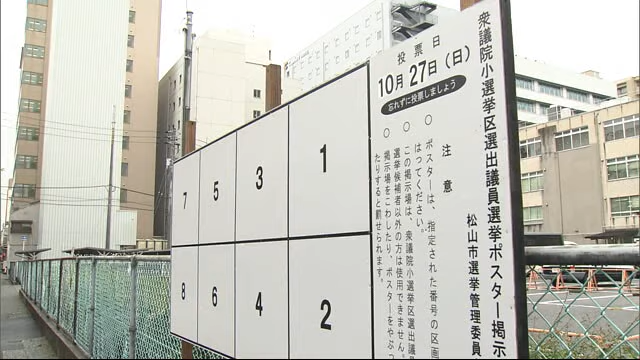 衆議院小選挙区選出議員選挙ポスター掲示
投票日
10月27日(日)
忘れずに投票しましょう
注意
○ ポスターは、指定された番号の区画
はってください。
○ この掲示場は、衆議院小選挙区選出議
選挙候補者以外の方は使用できません。
○ 掲示場をこわしたり、ポスターをやぶっ
たりすると罰せられます。
松山市選挙管理委員
1
3
5
7
2
4
6
8